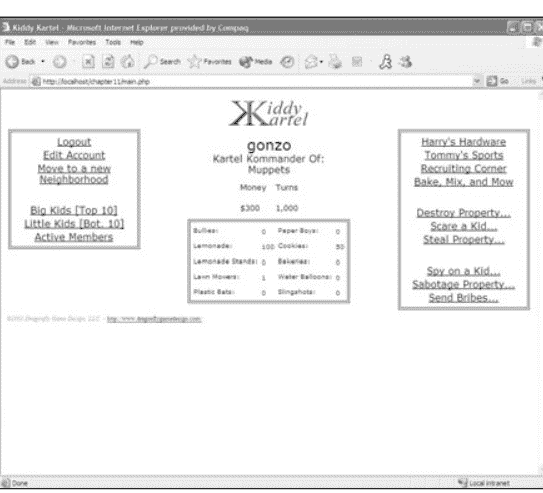 Kiddy Kartel - Microsoft Internet Explorer provided by Compaq
File Edit View Favorites Tools Help
Back Search Favorites Media
Address http://localhost/chapter11/main.php Go Links
Kiddy
Kartel
Logout
Edit Account
Move to a new
Neighborhood
Big Kids [Top 10]
Little Kids [Bot. 10]
Active Members
gonzo
Kartel Kommander Of:
Muppets
Money Turns
$300 1,000
Bullies: 0 Paper Boys: 0
Lemonade: 100 Cookies: 50
Lemonade Stands: 0 Bakeries: 0
Lawn Mowers: 1 Water Balloons: 0
Plastic Bats: 0 Slingshots: 0
Harry's Hardware
Tommy's Sports
Recruiting Corner
Bake, Mix, and Mow
Destroy Property...
Scare a Kid...
Steal Property...
Spy on a Kid...
Sabotage Property...
Send Bribes...
Game Design, LLC
Done Local intranet